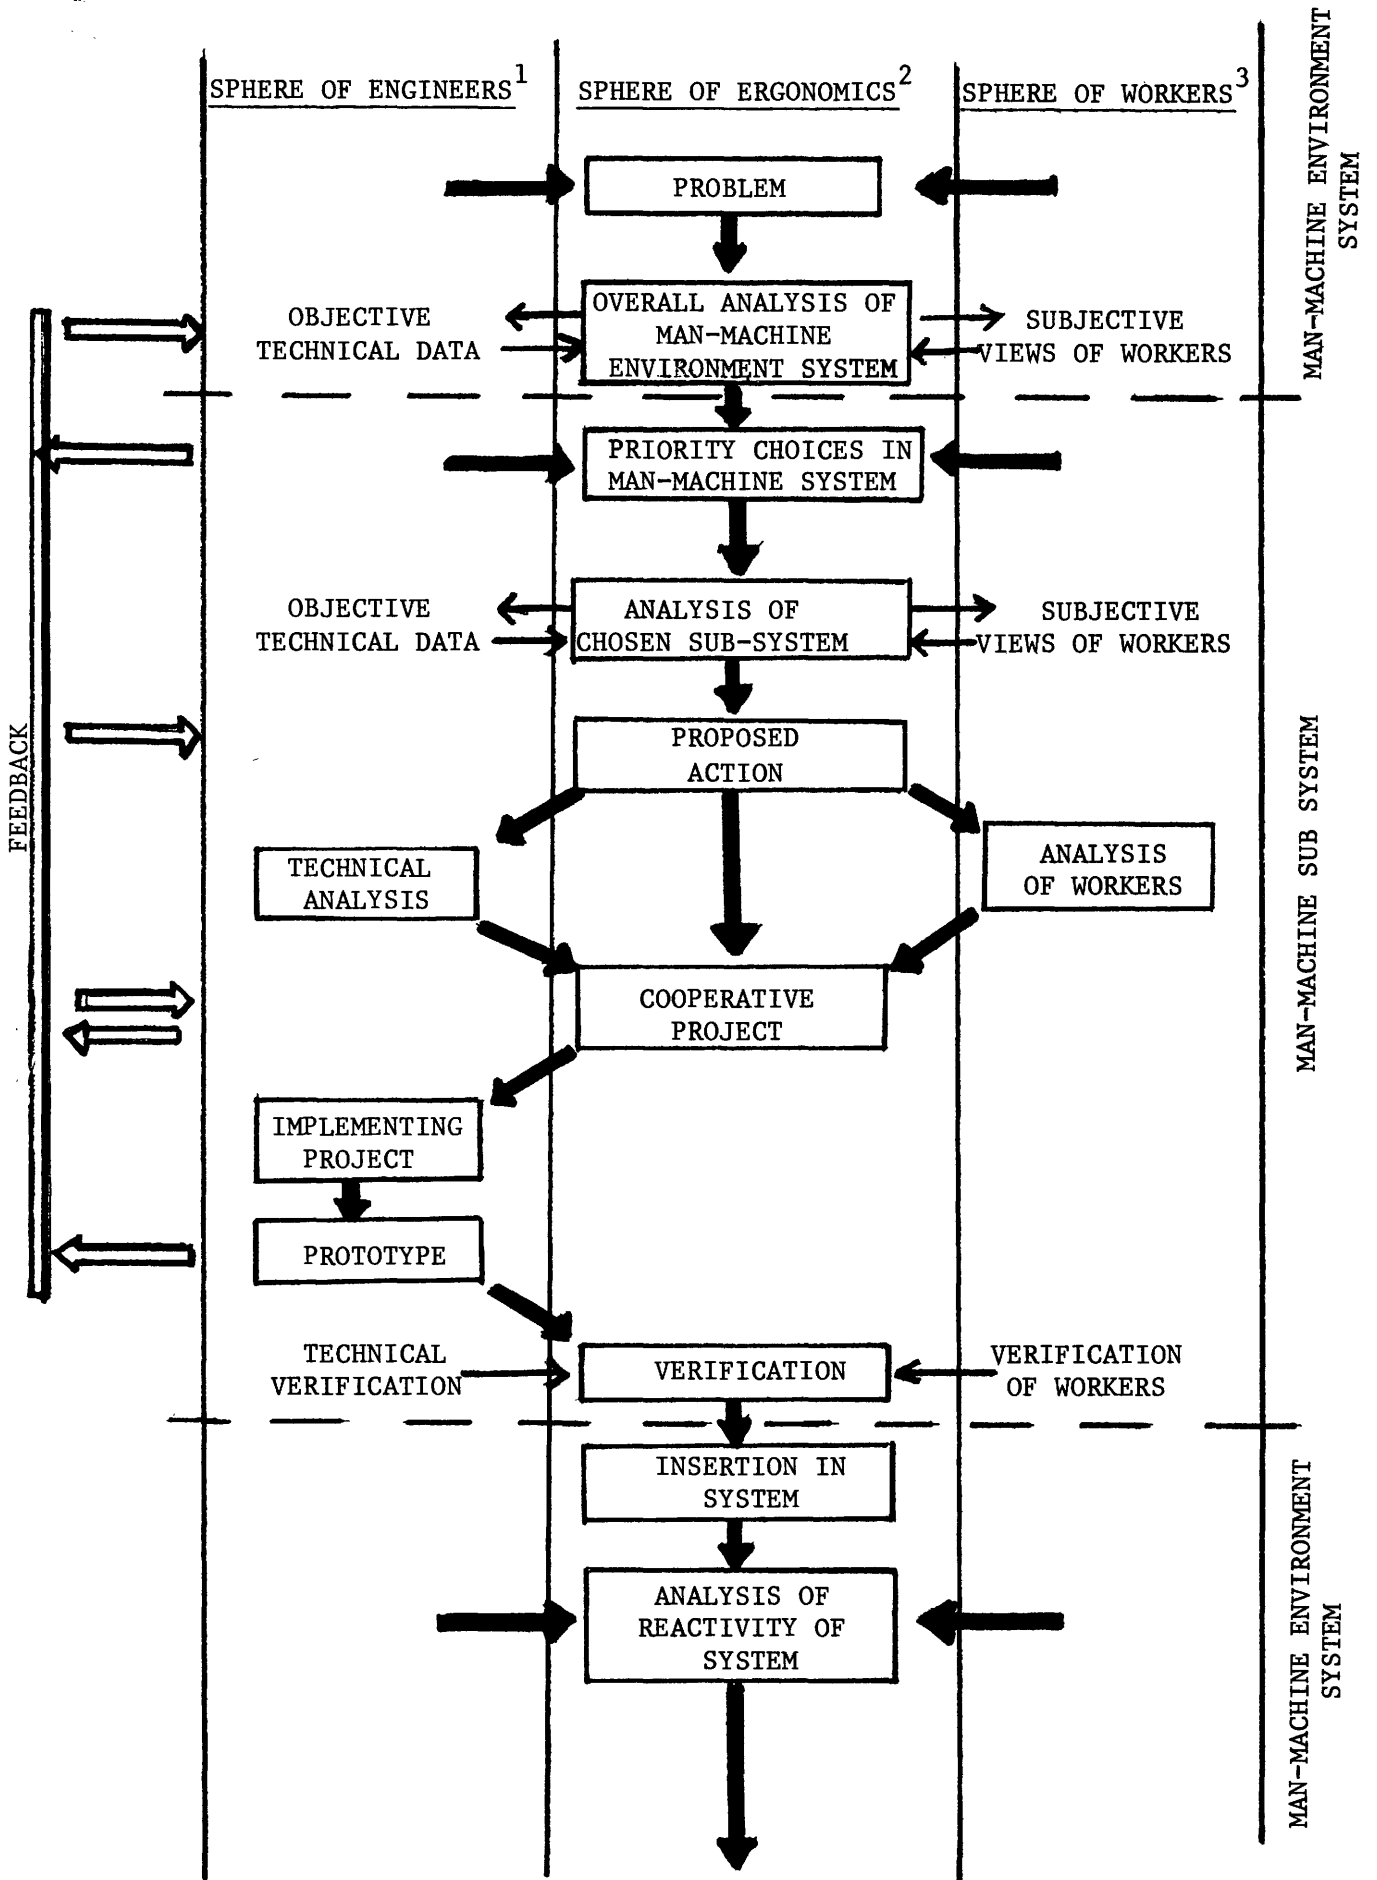 SPHERE OF ENGINEERS1
SPHERE OF ERGONOMICS2
SPHERE OF WORKERS3
MAN-MACHINE ENVIRONMENT
SYSTEM
PROBLEM
OBJECTIVE
TECHNICAL DATA
OVERALL ANALYSIS OF
MAN-MACHINE
ENVIRONMENT SYSTEM
SUBJECTIVE
VIEWS OF WORKERS
PRIORITY CHOICES IN
MAN-MACHINE SYSTEM
OBJECTIVE
TECHNICAL DATA
ANALYSIS OF
CHOSEN SUB-SYSTEM
SUBJECTIVE
VIEWS OF WORKERS
FEEDBACK
PROPOSED
ACTION
MAN-MACHINE SUB SYSTEM
TECHNICAL
ANALYSIS
ANALYSIS
OF WORKERS
COOPERATIVE
PROJECT
IMPLEMENTING
PROJECT
PROTOTYPE
TECHNICAL
VERIFICATION
VERIFICATION
VERIFICATION
OF WORKERS
INSERTION IN
SYSTEM
ANALYSIS OF
REACTIVITY OF
SYSTEM
MAN-MACHINE ENVIRONMENT
SYSTEM